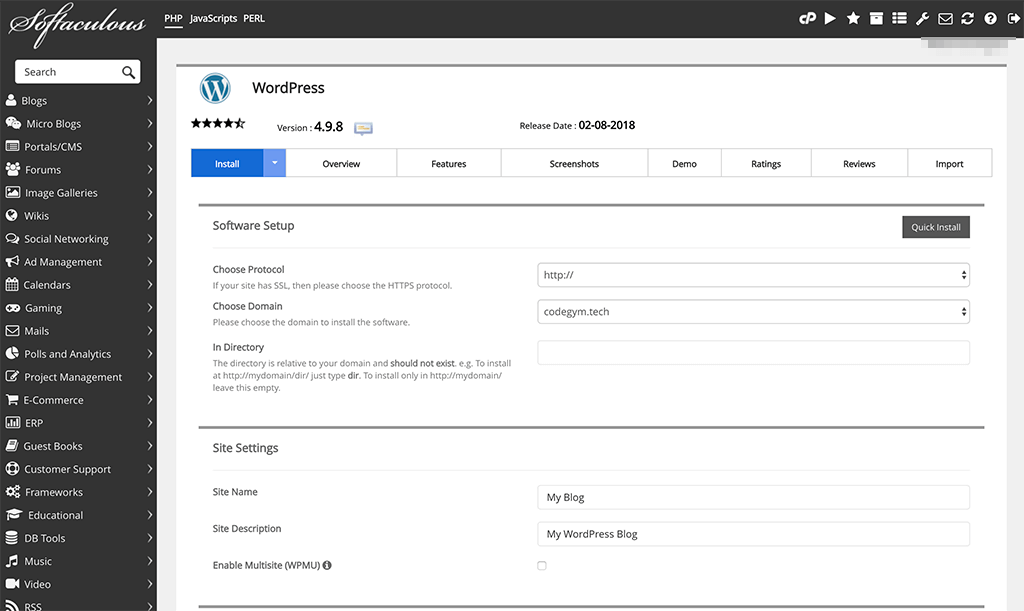 Softaculous
PHP JavaScripts PERL
Search
Blogs
Micro Blogs
Portals/CMS
Forums
Image Galleries
Wikis
Social Networking
Ad Management
Calendars
Gaming
Mails
Polls and Analytics
Project Management
E-Commerce
ERP
Guest Books
Customer Support
Frameworks
Educational
DB Tools
Music
Video
RSS
WordPress
Version : 4.9.8
Release Date : 02-08-2018
Install Overview Features Screenshots Demo Ratings Reviews Import
Software Setup
Quick Install
Choose Protocol
If your site has SSL, then please choose the HTTPS protocol.
http://
Choose Domain
Please choose the domain to install the software.
codegym.tech
In Directory
The directory is relative to your domain and should not exist. e.g. To install
at http://mydomain/dir/ just type dir. To install only in http://mydomain/
leave this empty.
Site Settings
Site Name
My Blog
Site Description
My WordPress Blog
Enable Multisite (WPMU)